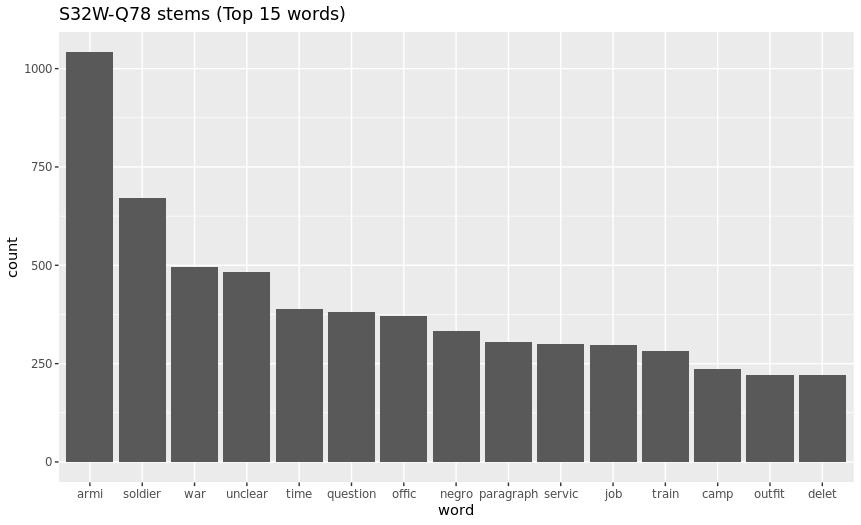 S32W-Q78 stems (Top 15 words)
1000
750
500
250
0
count
armi soldier war unclear time question offic negro paragraph servic job train camp outfit delet
word